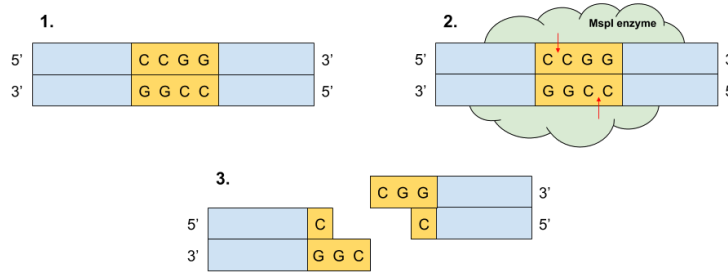 1.
5’ C C G G 3’
3’ G G C C 5’
2.
MspI enzyme
5’ C C G G 3’
3’ G G C C 5’
3.
C G G 3’
5’ C
C 5’
3’ G G C